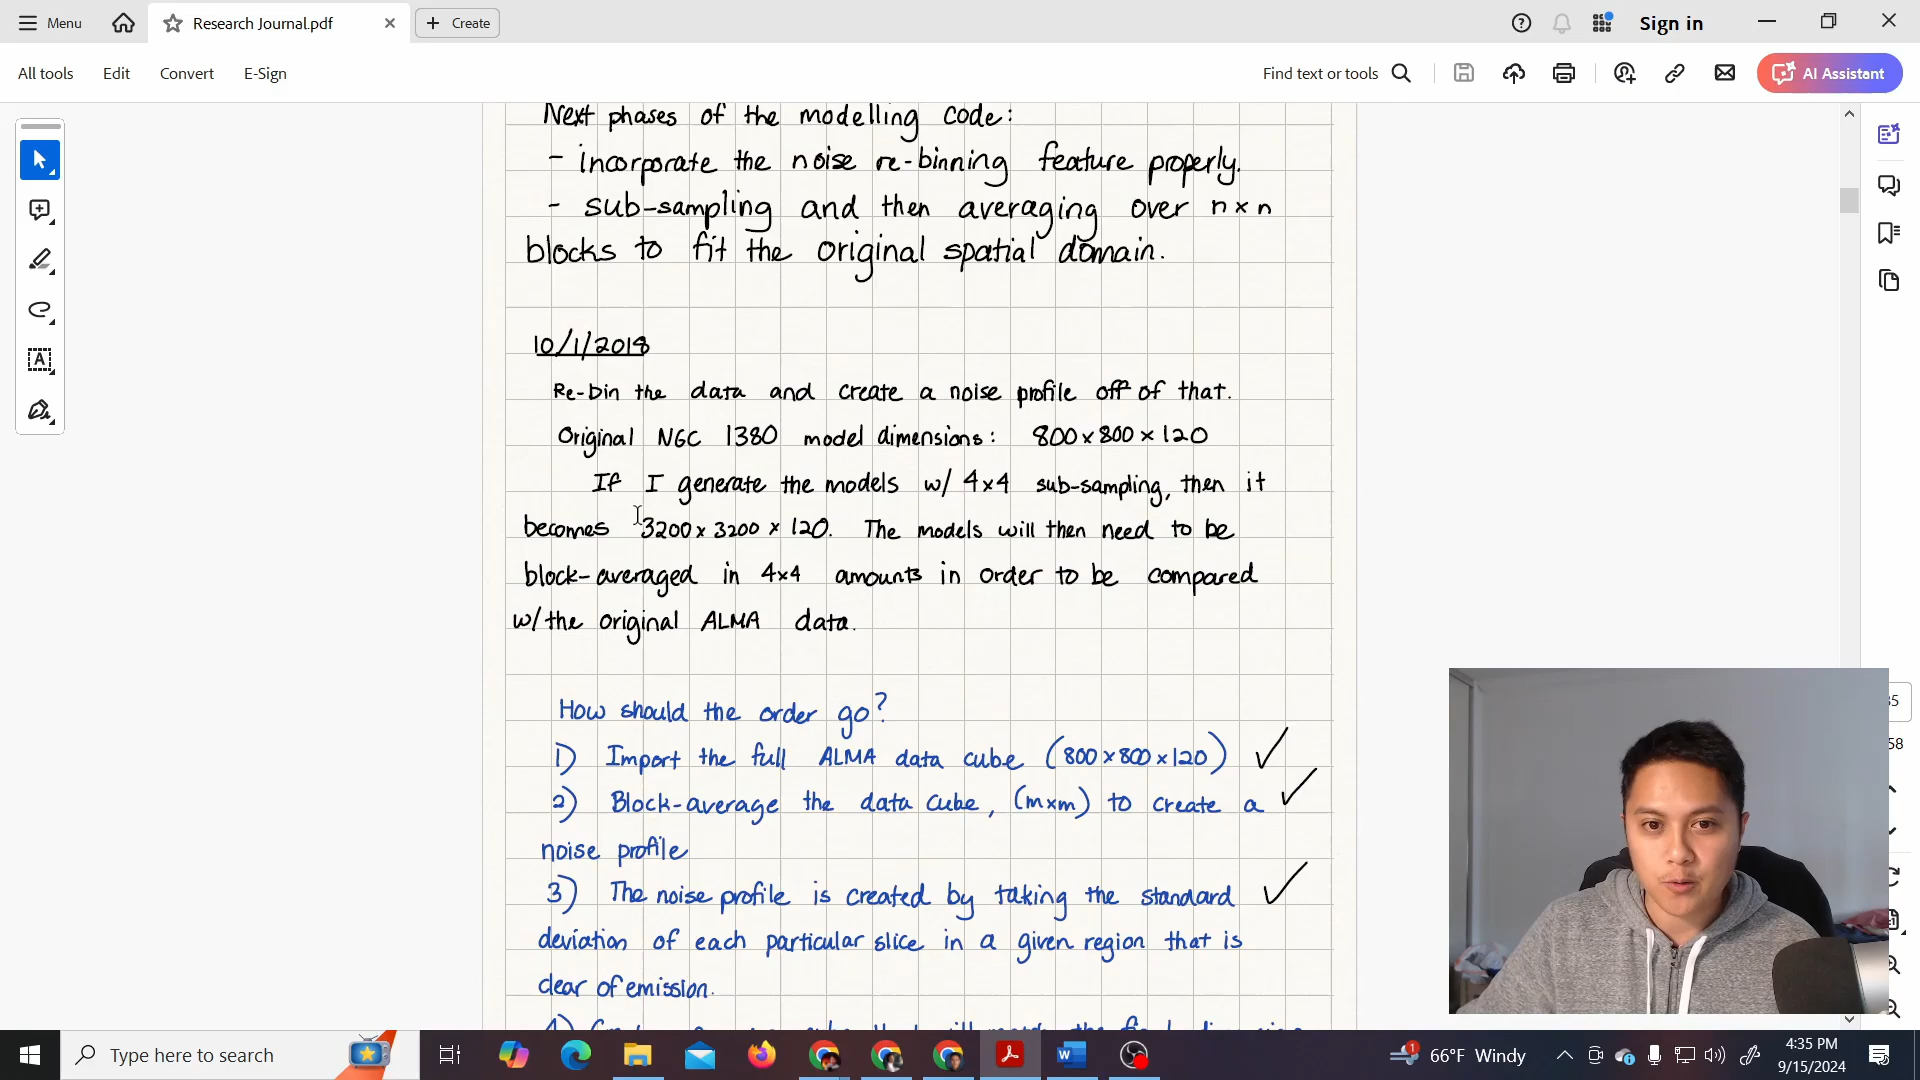 Menu
Research Journal.pdf
Create
Sign in
All tools
Edit
Convert
E-Sign
Find text or tools
AI Assistant
Next phases of the modelling code:
- incorporate the noise re-binning feature properly.
- sub-sampling and then averaging over n×n
blocks to fit the original spatial domain.
10/1/2018
Re-bin the data and create a noise profile off of that.
Original NGC 1380 model dimensions: 800×800×120
If I generate the models w/ 4×4 sub-sampling, then it
becomes 3200×3200×120. The models will then need to be
block-averaged in 4×4 amounts in order to be compared
w/the original ALMA data.
How should the order go?
1) Import the full ALMA data cube (800×800×120) ✓
2) Block-average the data cube, (m×m) to create a ✓
noise profile
3) The noise profile is created by taking the standard ✓
deviation of each particular slice in a given region that is
clear of emission.
Type here to search
1
66°F Windy
4:35 PM
9/15/2024